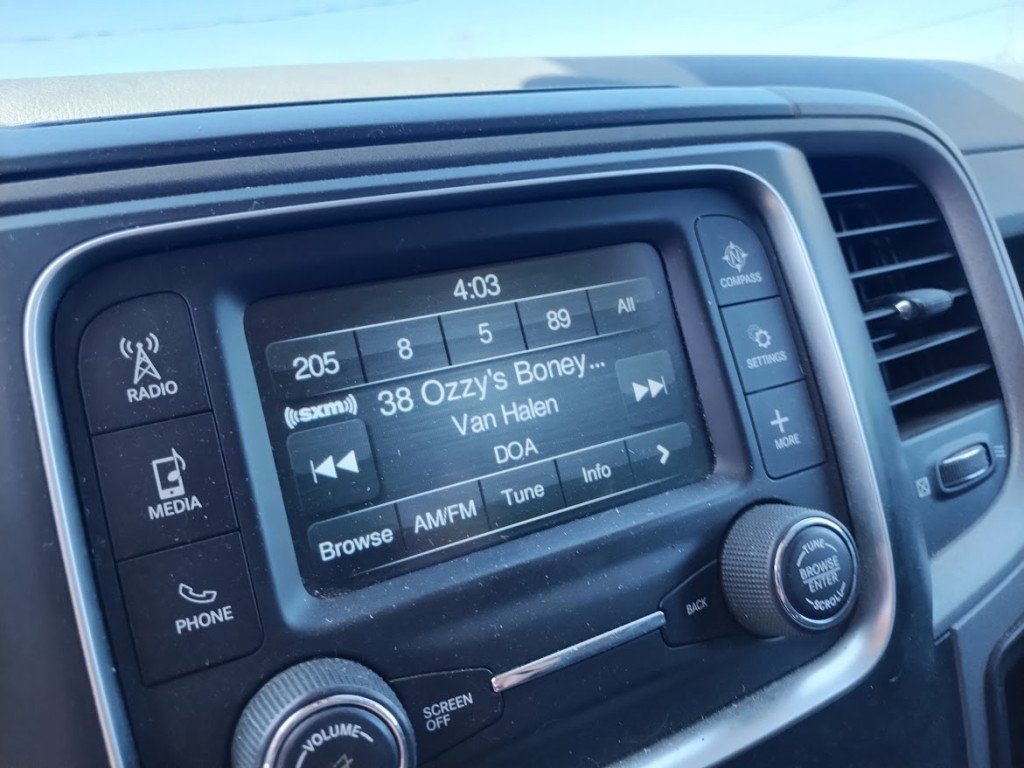 4:03
205 8 5 89 All
((sxm)) 38 Ozzy's Boney...
Van Halen
DOA
Browse AM/FM Tune Info >
RADIO
MEDIA
PHONE
N
COMPASS
SETTINGS
+
MORE
VOLUME
SCREEN
OFF
BACK
TUNE
BROWSE
ENTER
SCROLL